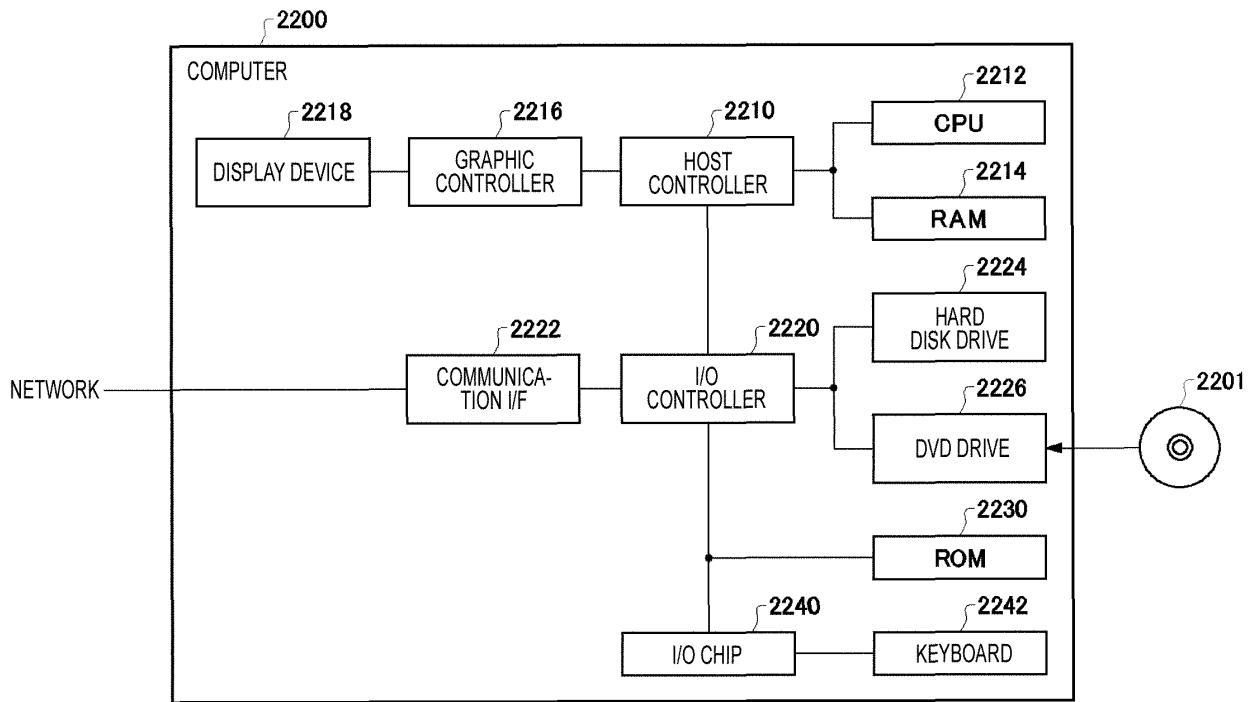 2200
COMPUTER
2218
DISPLAY DEVICE
2216
GRAPHIC
CONTROLLER
2210
HOST
CONTROLLER
2212
CPU
2214
RAM
2224
HARD
DISK DRIVE
NETWORK
2222
COMMUNICA-
TION I/F
2220
I/O
CONTROLLER
2226
DVD DRIVE
2201
2230
ROM
2240
I/O CHIP
2242
KEYBOARD